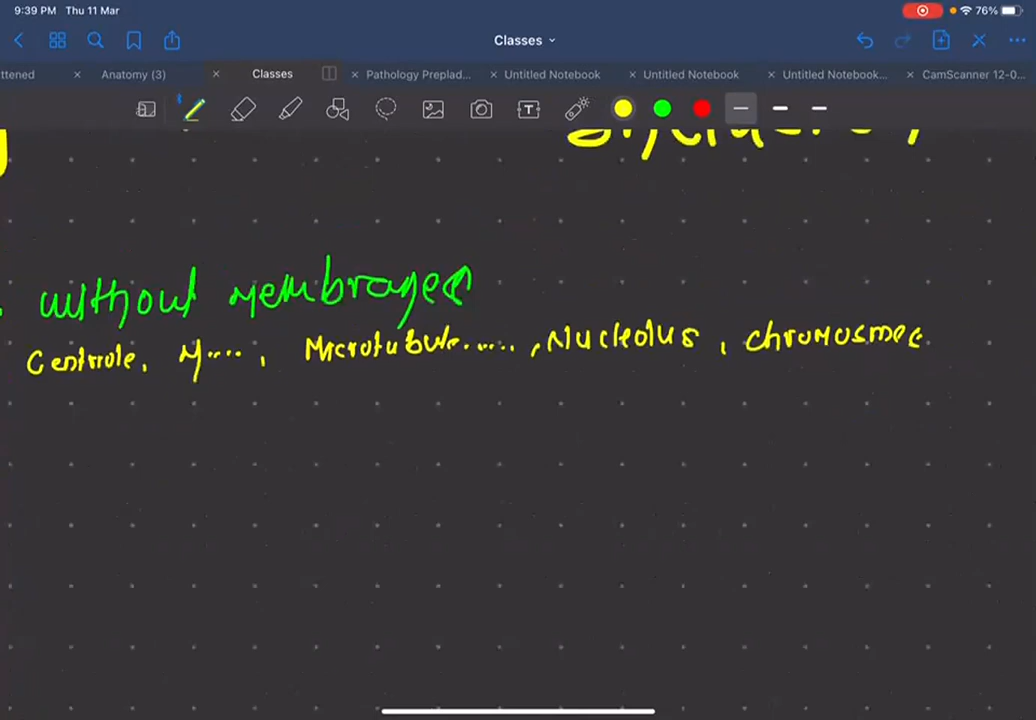 9:39 PM Thu 11 Mar
76%
Classes
ttened
Anatomy (3)
Classes
Pathology Preplad...
Untitled Notebook
Untitled Notebook
Untitled Notebook...
CamScanner 12-0...
without membranes
Centriole, M...., Microtubule....., Nucleolus, chromosmes